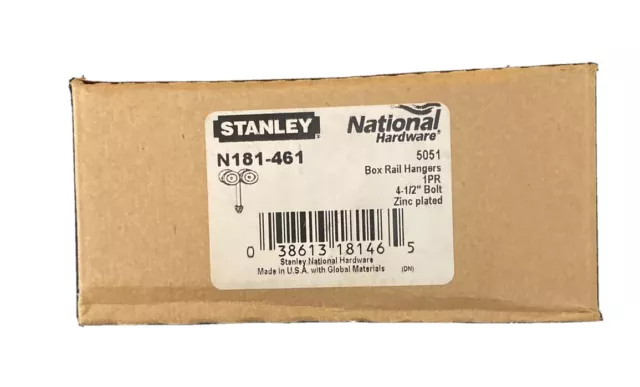 STANLEY®
National
Hardware®
N181-461
5051
Box Rail Hangers
1PR
4-1/2" Bolt
Zinc plated
0 38613 18146 5
Stanley National Hardware
Made in U.S.A. with Global Materials (DN)